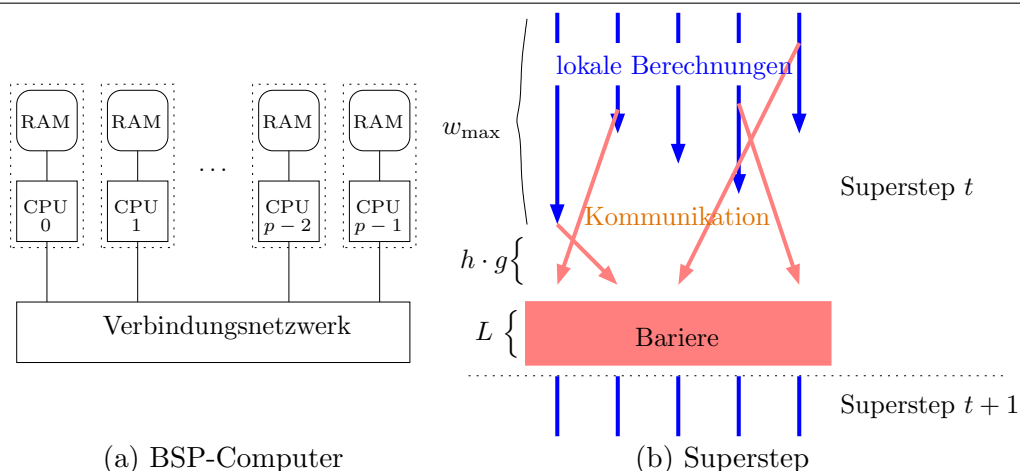 RAM RAM RAM RAM
...
CPU 0
CPU 1
CPU p − 2
CPU p − 1
Verbindungsnetzwerk
(a) BSP-Computer
lokale Berechnungen
w_max
Kommunikation
Superstep t
h · g {
L {
Bariere
Superstep t + 1
(b) Superstep